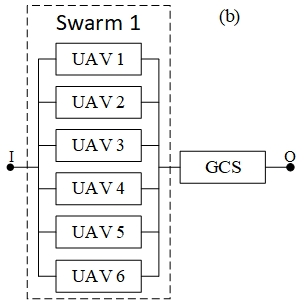 (b)
Swarm 1
UAV 1
UAV 2
UAV 3
I
GCS
O
UAV 4
UAV 5
UAV 6